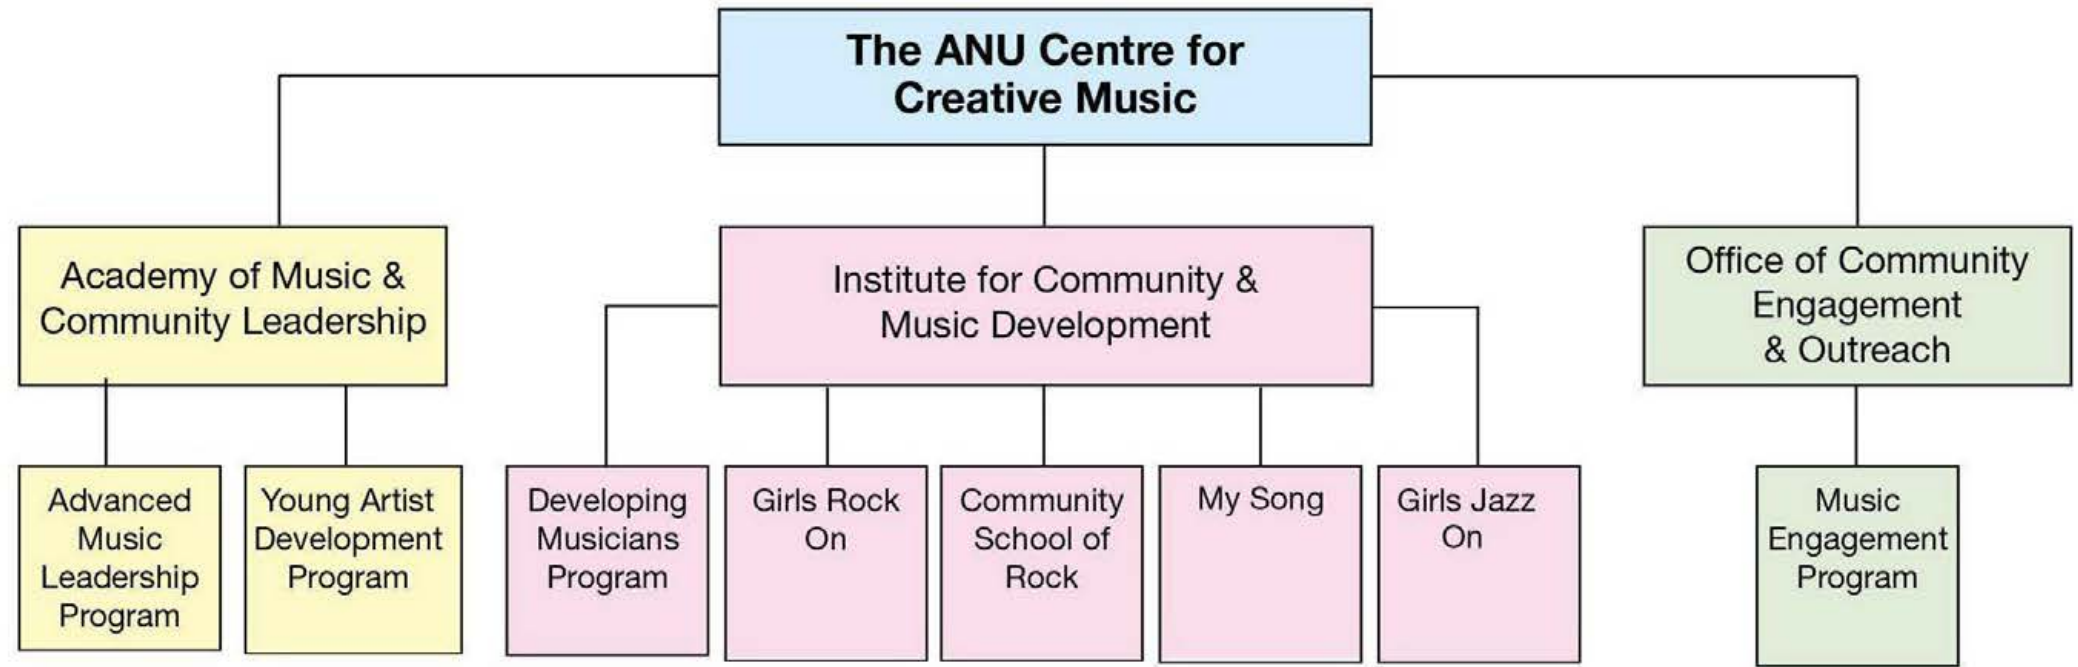 The ANU Centre for
Creative Music
Academy of Music &
Community Leadership
Institute for Community &
Music Development
Office of Community
Engagement
& Outreach
Advanced
Music
Leadership
Program
Young Artist
Development
Program
Developing
Musicians
Program
Girls Rock
On
Community
School of
Rock
My Song
Girls Jazz
On
Music
Engagement
Program